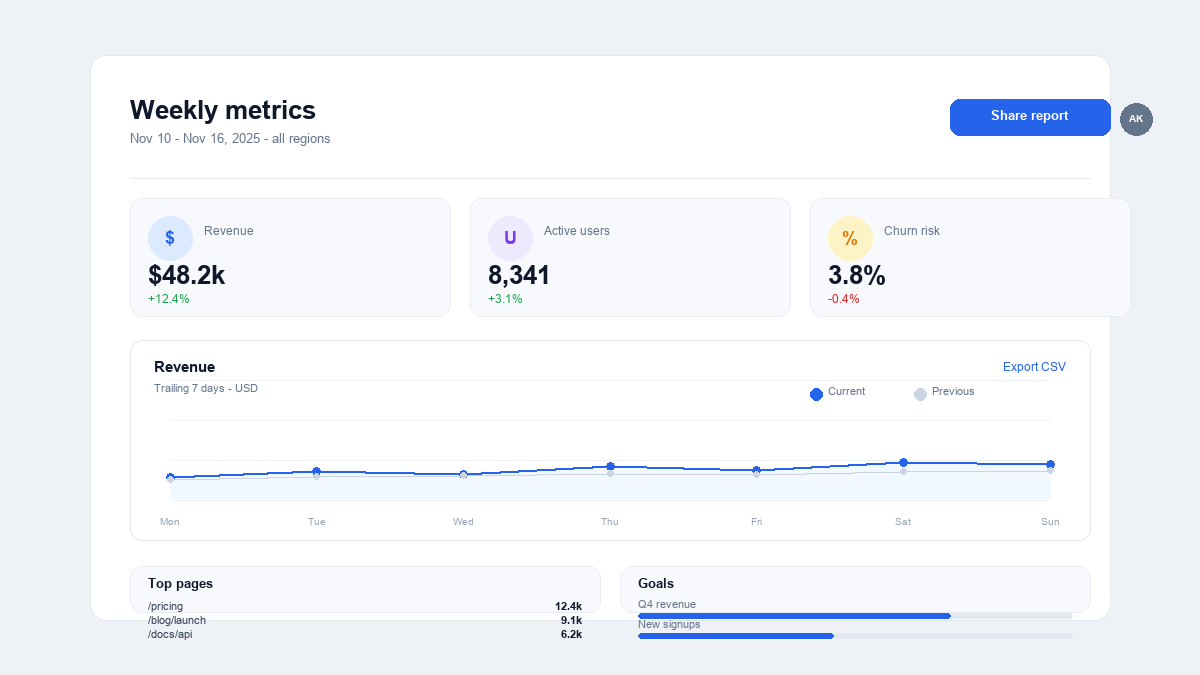 Weekly metrics
Nov 10 - Nov 16, 2025 - all regions
Share report
AK
$
Revenue
$48.2k
+12.4%
U
Active users
8,341
+3.1%
%
Churn risk
3.8%
-0.4%
Revenue
Export CSV
Trailing 7 days - USD
Current
Previous
Mon
Tue
Wed
Thu
Fri
Sat
Sun
Top pages
/pricing 12.4k
/blog/launch 9.1k
/docs/api 6.2k
Goals
Q4 revenue
New signups